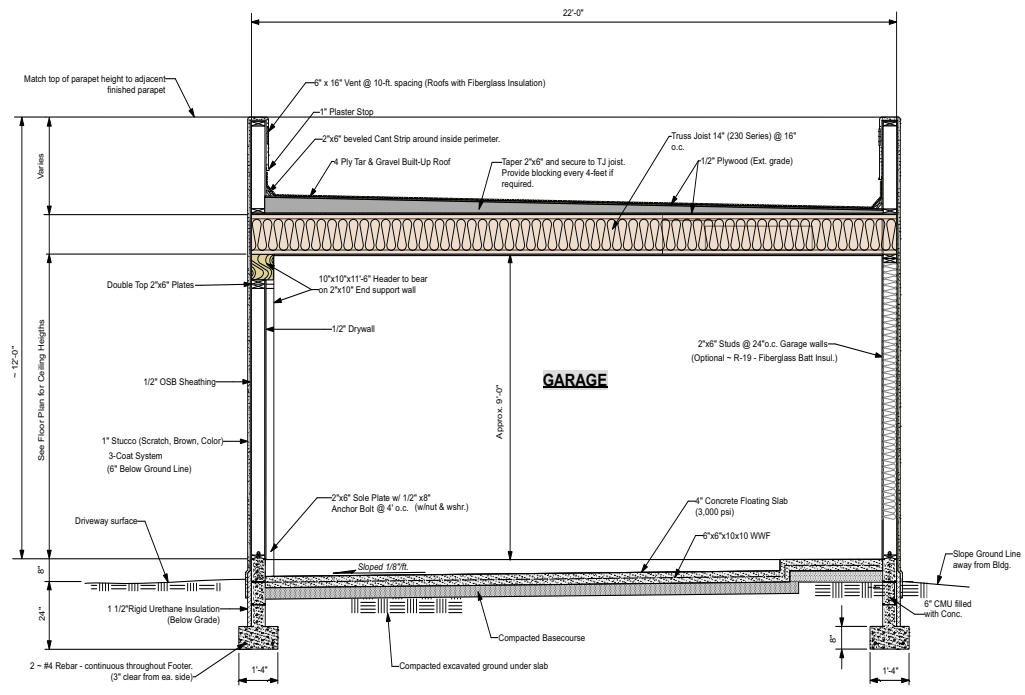 22'-0"
Match top of parapet height to adjacent
finished parapet
6" x 16" Vent @ 10-ft. spacing (Roofs with Fiberglass Insulation)
1" Plaster Stop
2"x6" beveled Cant Strip around inside perimeter.
4 Ply Tar & Gravel Built-Up Roof
Taper 2"x6" and secure to TJ joist.
Provide blocking every 4-feet if
required.
Truss Joist 14" (230 Series) @ 16"
o.c.
1/2" Plywood (Ext. grade)
Varies
Double Top 2"x6" Plates
10"x10"x11'-6" Header to bear
on 2"x10" End support wall
1/2" Drywall
2"x6" Studs @ 24"o.c. Garage walls
(Optional ~ R-19 - Fiberglass Batt Insul.)
~ 12'-0"
See Floor Plan for Ceiling Heigths
1/2" OSB Sheathing
GARAGE
Approx. 9'-0"
1" Stucco (Scratch, Brown, Color)
3-Coat System
(6" Below Ground Line)
2"x6" Sole Plate w/ 1/2" x8"
Anchor Bolt @ 4' o.c. (w/nut & wshr.)
4" Concrete Floating Slab
(3,000 psi)
6"x6"x10x10 WWF
Driveway surface
Sloped 1/8"/ft.
Slope Ground Line
away from Bldg.
8"
24"
1 1/2"Rigid Urethane Insulation
(Below Grade)
6" CMU filled
with Conc.
8"
Compacted Basecourse
2 ~ #4 Rebar - continuous throughout Footer.
(3" clear from ea. side)
1'-4"
Compacted excavated ground under slab
1'-4"